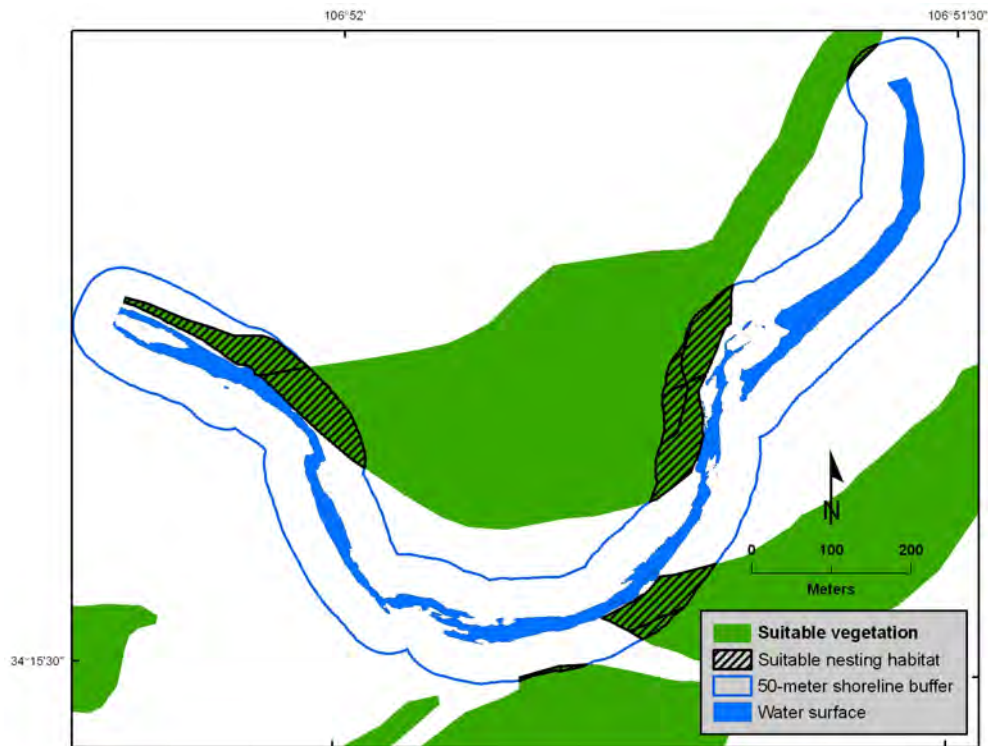 106°52'
106°51'30"
34°15'30"
N
0 100 200
Meters
Suitable vegetation
Suitable nesting habitat
50-meter shoreline buffer
Water surface